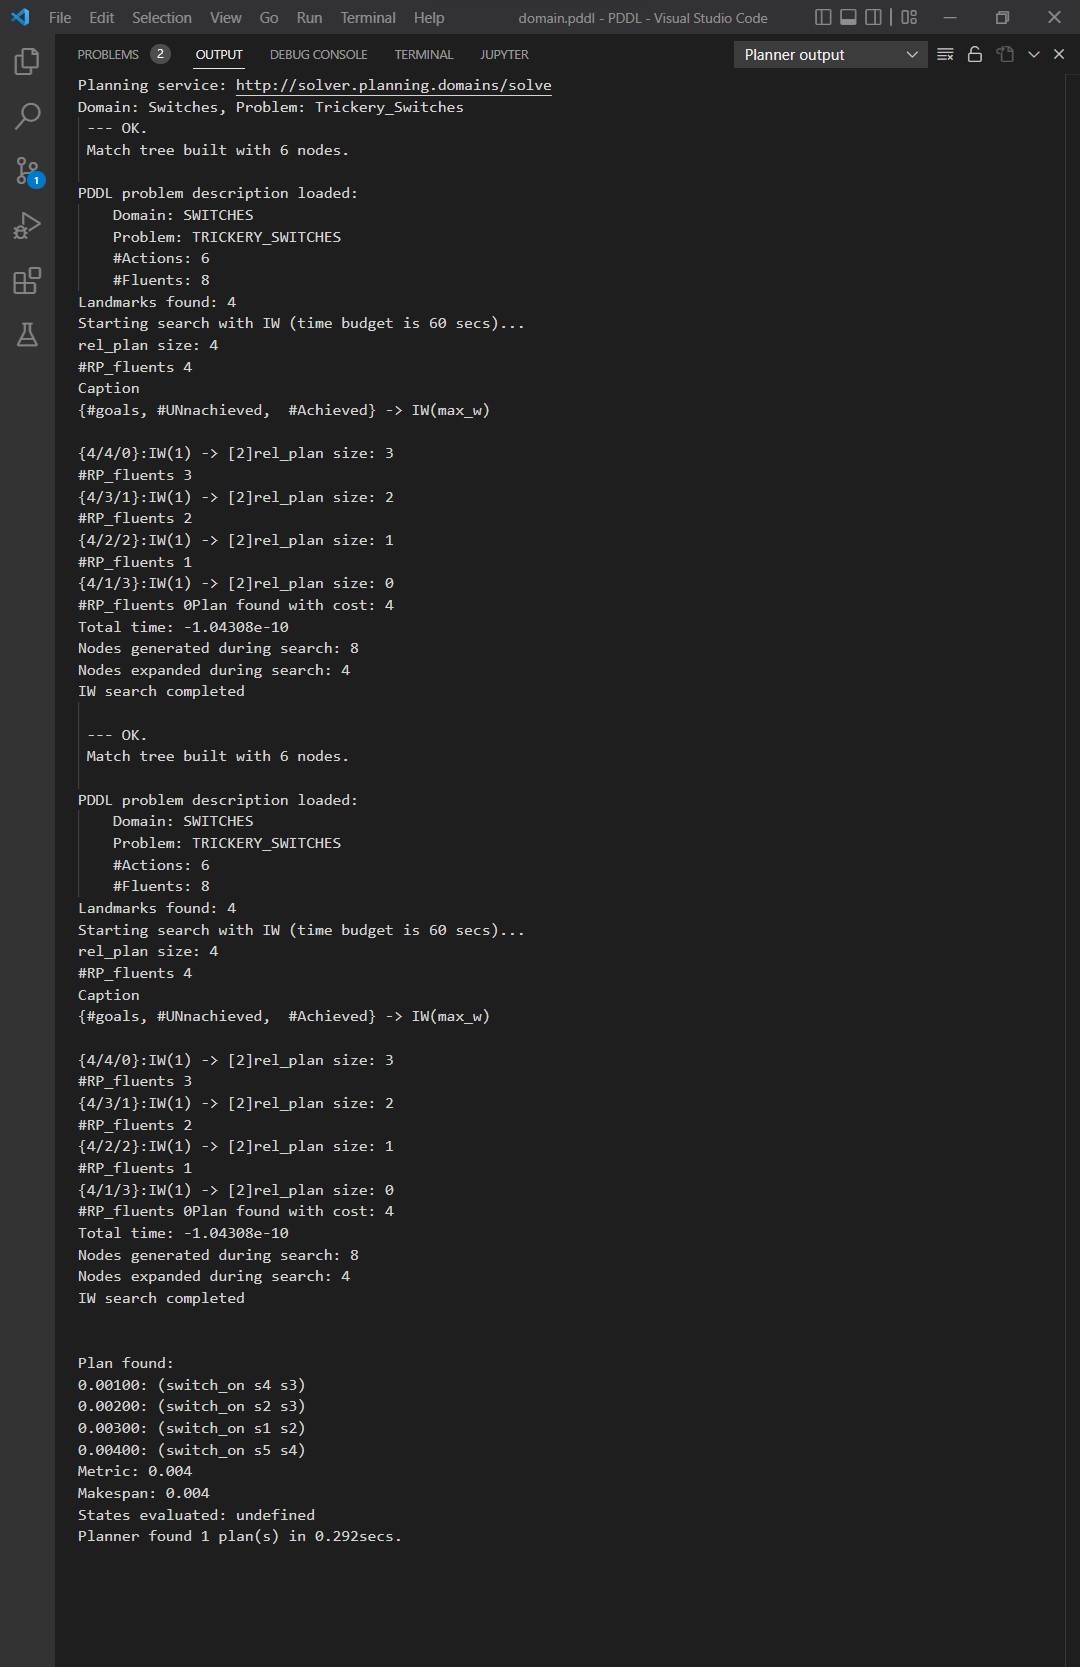 File Edit Selection View Go Run Terminal Help domain.pddl - PDDL - Visual Studio Code
PROBLEMS 2 OUTPUT DEBUG CONSOLE TERMINAL JUPYTER Planner output
1
Planning service: http://solver.planning.domains/solve
Domain: Switches, Problem: Trickery_Switches
--- OK.
Match tree built with 6 nodes.
PDDL problem description loaded:
Domain: SWITCHES
Problem: TRICKERY_SWITCHES
#Actions: 6
#Fluents: 8
Landmarks found: 4
Starting search with IW (time budget is 60 secs)...
rel_plan size: 4
#RP_fluents 4
Caption
{#goals, #UNnachieved,  #Achieved} -> IW(max_w)
{4/4/0}:IW(1) -> [2]rel_plan size: 3
#RP_fluents 3
{4/3/1}:IW(1) -> [2]rel_plan size: 2
#RP_fluents 2
{4/2/2}:IW(1) -> [2]rel_plan size: 1
#RP_fluents 1
{4/1/3}:IW(1) -> [2]rel_plan size: 0
#RP_fluents 0Plan found with cost: 4
Total time: -1.04308e-10
Nodes generated during search: 8
Nodes expanded during search: 4
IW search completed
--- OK.
Match tree built with 6 nodes.
PDDL problem description loaded:
Domain: SWITCHES
Problem: TRICKERY_SWITCHES
#Actions: 6
#Fluents: 8
Landmarks found: 4
Starting search with IW (time budget is 60 secs)...
rel_plan size: 4
#RP_fluents 4
Caption
{#goals, #UNnachieved,  #Achieved} -> IW(max_w)
{4/4/0}:IW(1) -> [2]rel_plan size: 3
#RP_fluents 3
{4/3/1}:IW(1) -> [2]rel_plan size: 2
#RP_fluents 2
{4/2/2}:IW(1) -> [2]rel_plan size: 1
#RP_fluents 1
{4/1/3}:IW(1) -> [2]rel_plan size: 0
#RP_fluents 0Plan found with cost: 4
Total time: -1.04308e-10
Nodes generated during search: 8
Nodes expanded during search: 4
IW search completed
Plan found:
0.00100: (switch_on s4 s3)
0.00200: (switch_on s2 s3)
0.00300: (switch_on s1 s2)
0.00400: (switch_on s5 s4)
Metric: 0.004
Makespan: 0.004
States evaluated: undefined
Planner found 1 plan(s) in 0.292secs.